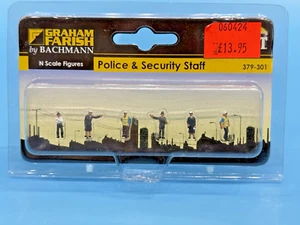 GRAHAM
FARISH
by BACHMANN
060424
£13.95
N Scale Figures
Police & Security Staff
379-301